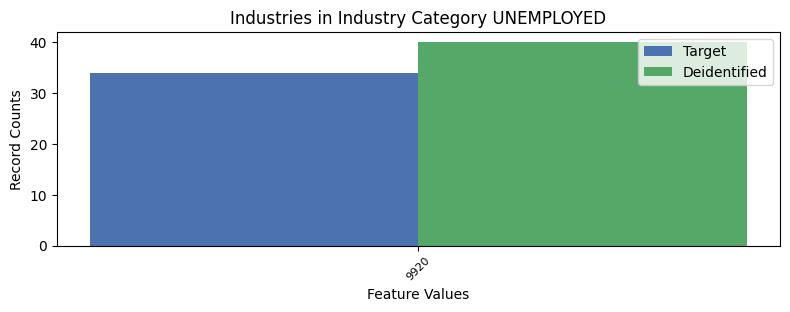 Industries in Industry Category UNEMPLOYED
Target
Deidentified
Record Counts
40
30
20
10
0
9920
Feature Values